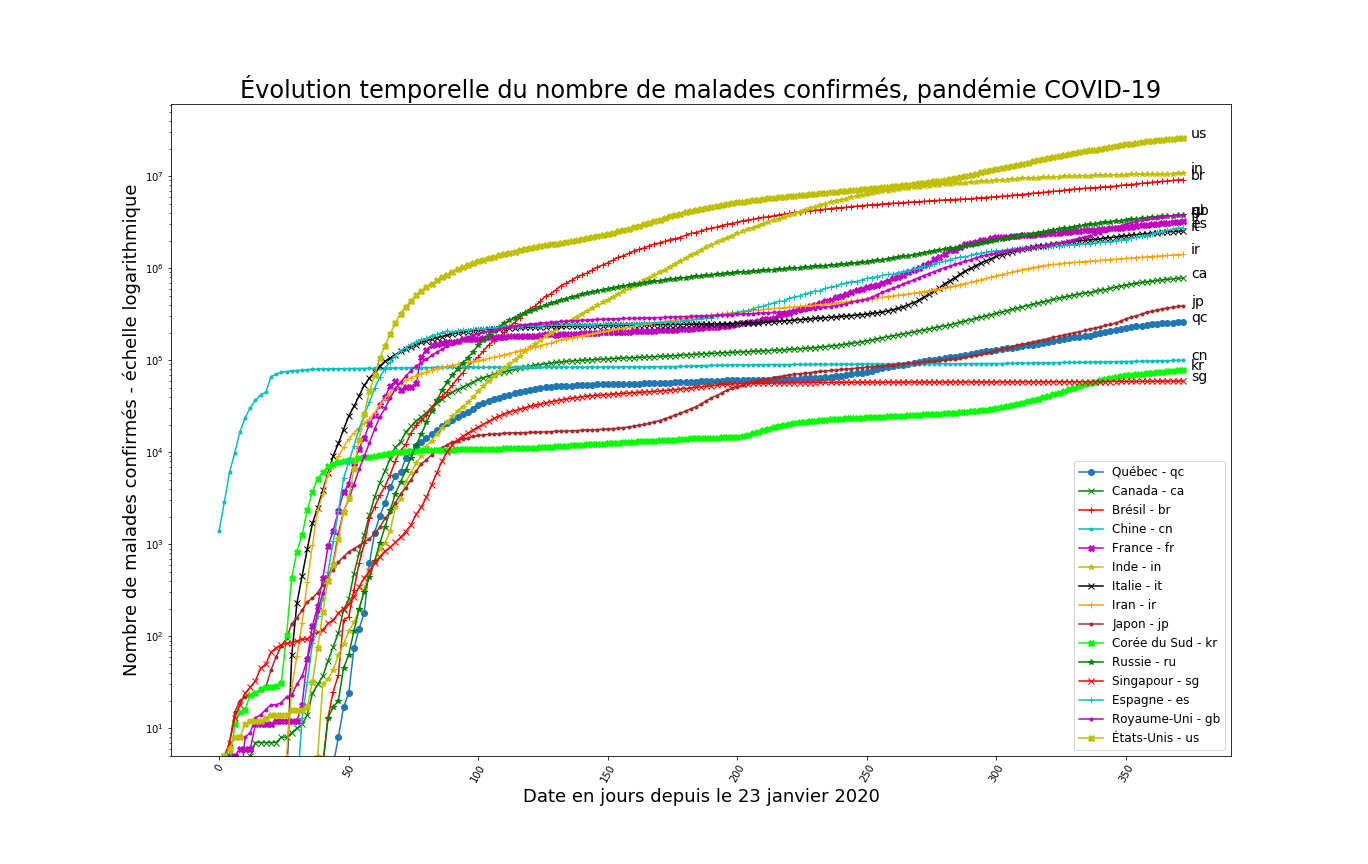 Évolution temporelle du nombre de malades confirmés, pandémie COVID-19
Nombre de malades confirmés - échelle logarithmique
10⁷
10⁶
10⁵
10⁴
10³
10²
10¹
us
in
br
gb
es
it
ir
ca
jp
qc
cn
kr
sg
Québec - qc
Canada - ca
Brésil - br
Chine - cn
France - fr
Inde - in
Italie - it
Iran - ir
Japon - jp
Corée du Sud - kr
Russie - ru
Singapour - sg
Espagne - es
Royaume-Uni - gb
États-Unis - us
0 50 100 150 200 250 300 350
Date en jours depuis le 23 janvier 2020